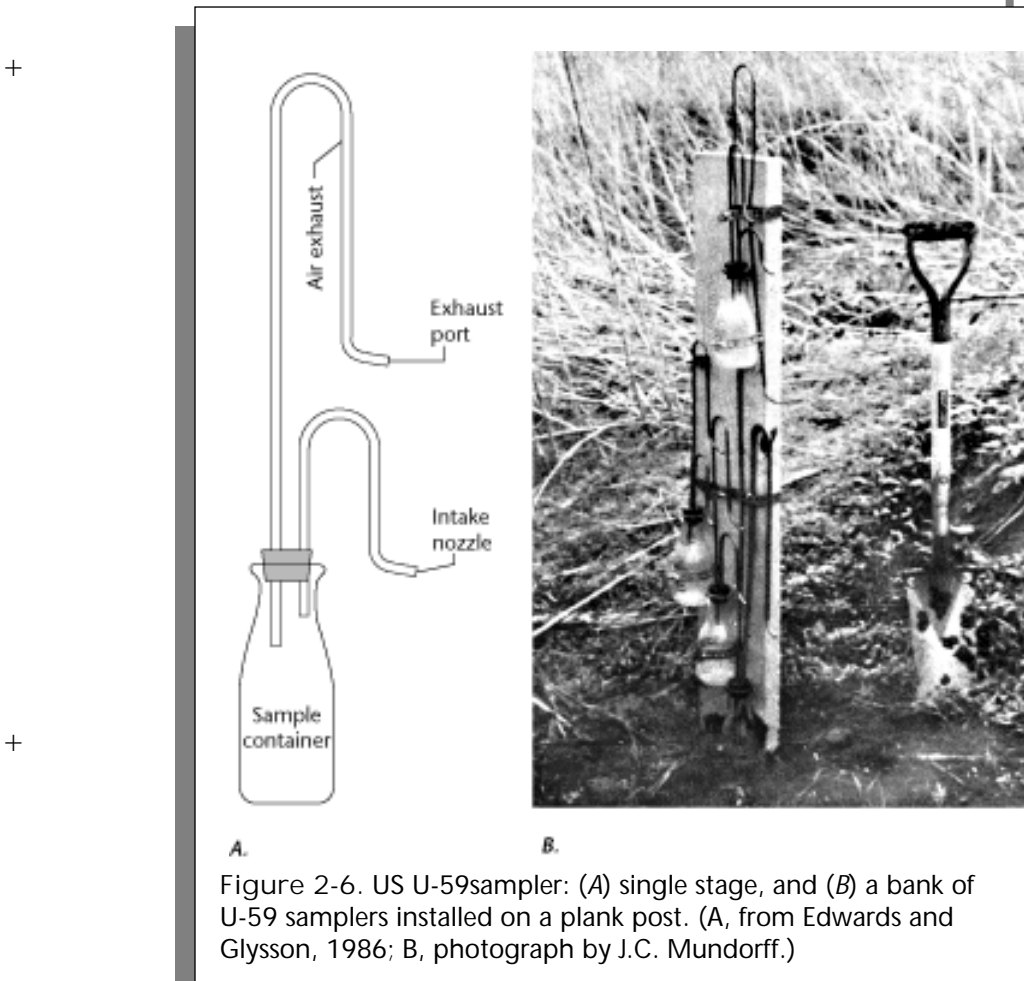 Air exhaust
Exhaust
port
Intake
nozzle
Sample
container
A.
B.
Figure 2-6. US U-59sampler: (A) single stage, and (B) a bank of
U-59 samplers installed on a plank post. (A, from Edwards and
Glysson, 1986; B, photograph by J.C. Mundorff.)